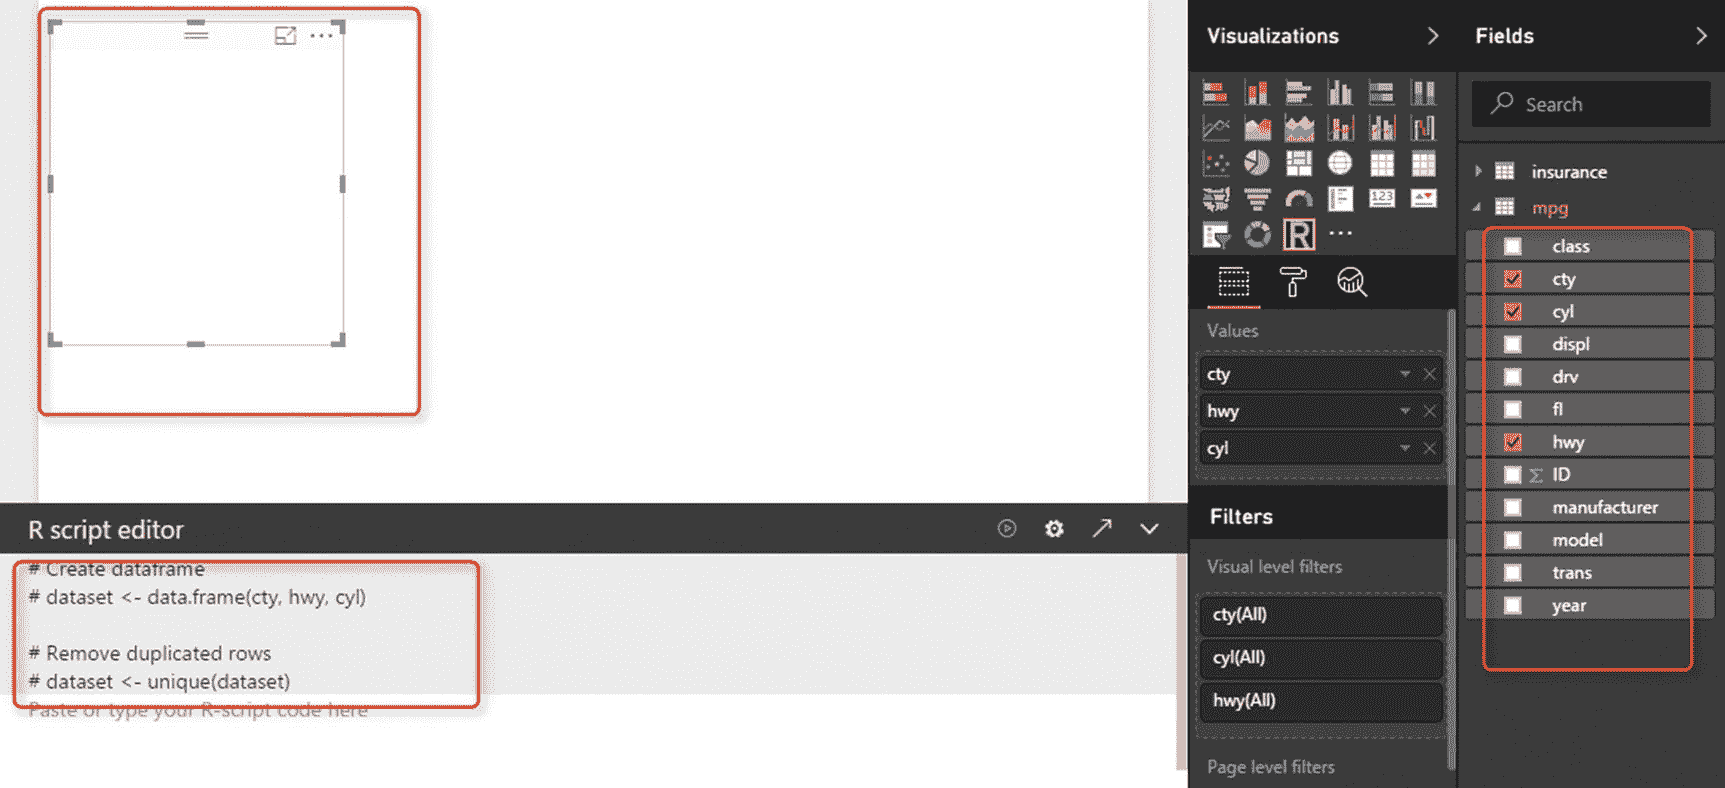 Visualizations
Fields
Search
insurance
mpg
class
cty
cyl
displ
drv
fl
hwy
Σ ID
manufacturer
model
trans
year
123
R
Values
cty
hwy
cyl
Filters
Visual level filters
cty(All)
cyl(All)
hwy(All)
Page level filters
R script editor
# Create dataframe
# dataset <- data.frame(cty, hwy, cyl)
# Remove duplicated rows
# dataset <- unique(dataset)
Paste or type your R-script code here